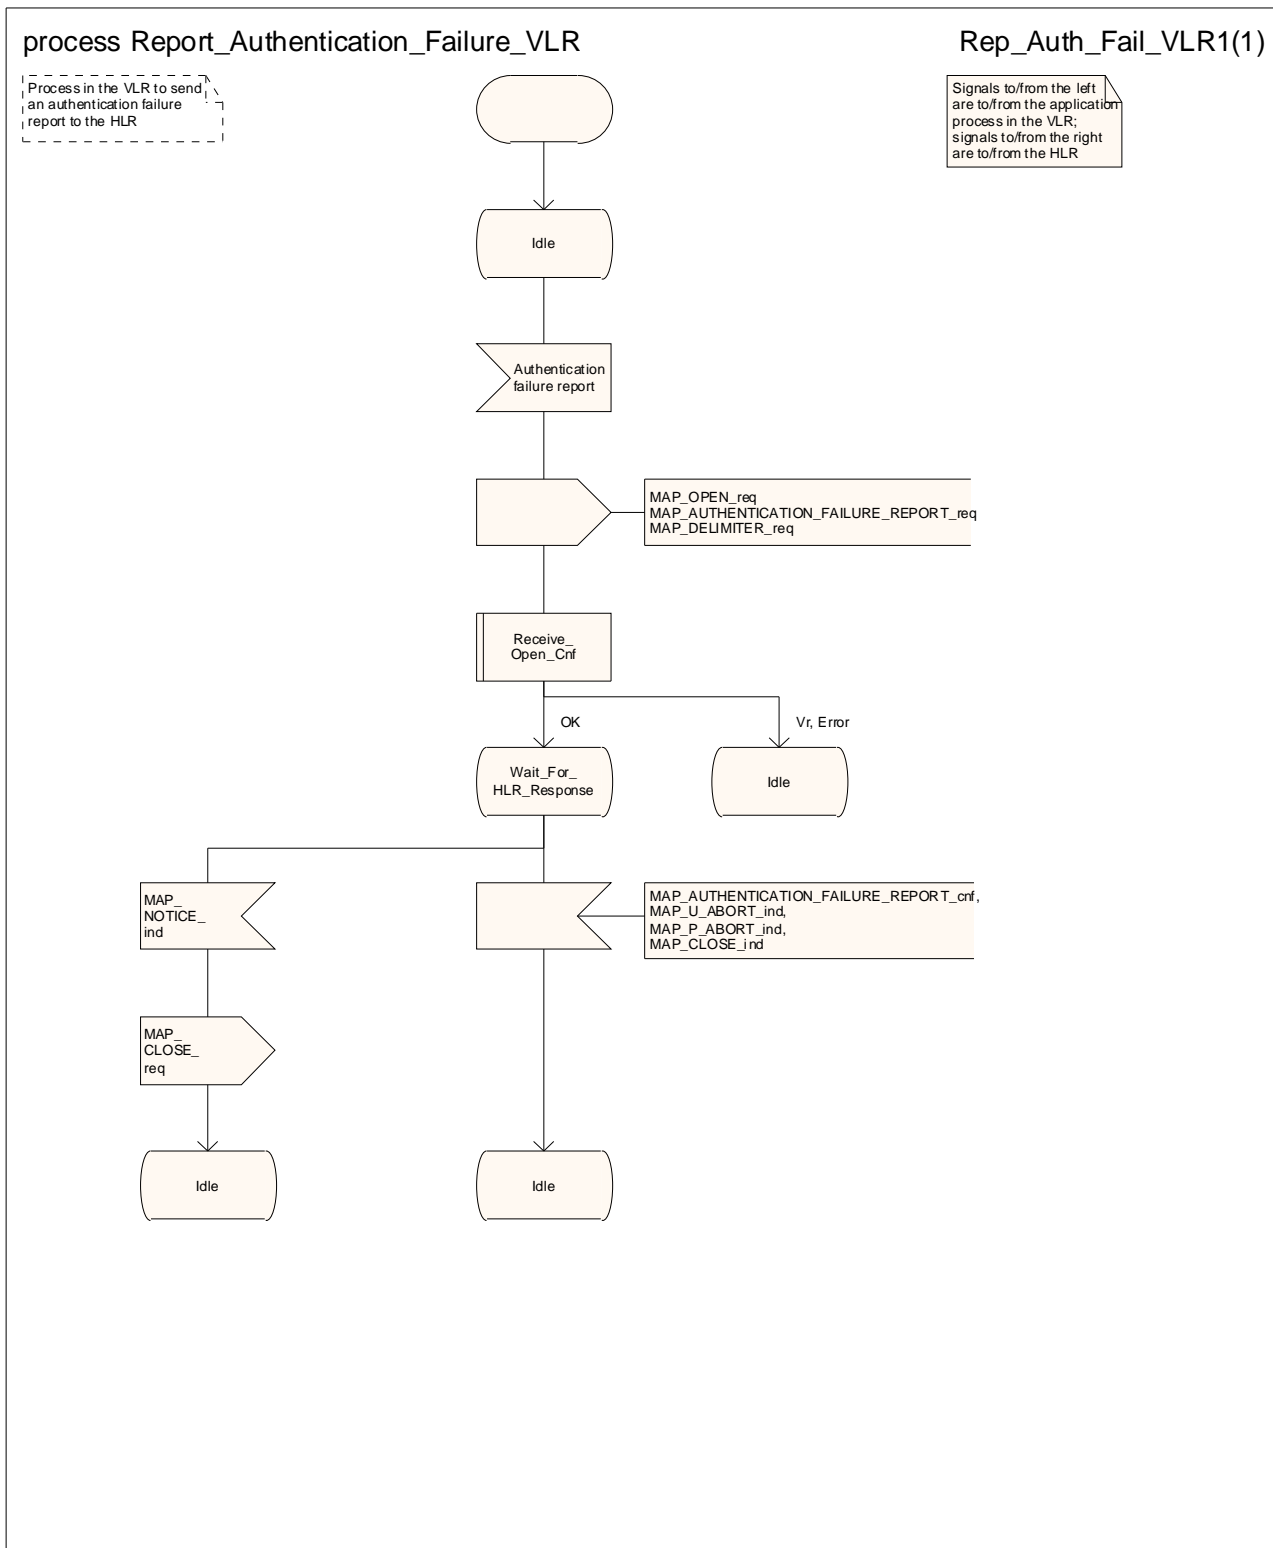 process Report_Authentication_Failure_VLR
Rep_Auth_Fail_VLR1(1)
Process in the VLR to send
an authentication failure
report to the HLR
Signals to/from the left
are to/from the application
process in the VLR;
signals to/from the right
are to/from the HLR
Idle
Authentication
failure report
MAP_OPEN_req
MAP_AUTHENTICATION_FAILURE_REPORT_req
MAP_DELIMITER_req
Receive_
Open_Cnf
OK
Vr, Error
Wait_For_
HLR_Response
Idle
MAP_
NOTICE_
ind
MAP_AUTHENTICATION_FAILURE_REPORT_cnf,
MAP_U_ABORT_ind,
MAP_P_ABORT_ind,
MAP_CLOSE_ind
MAP_
CLOSE_
req
Idle
Idle